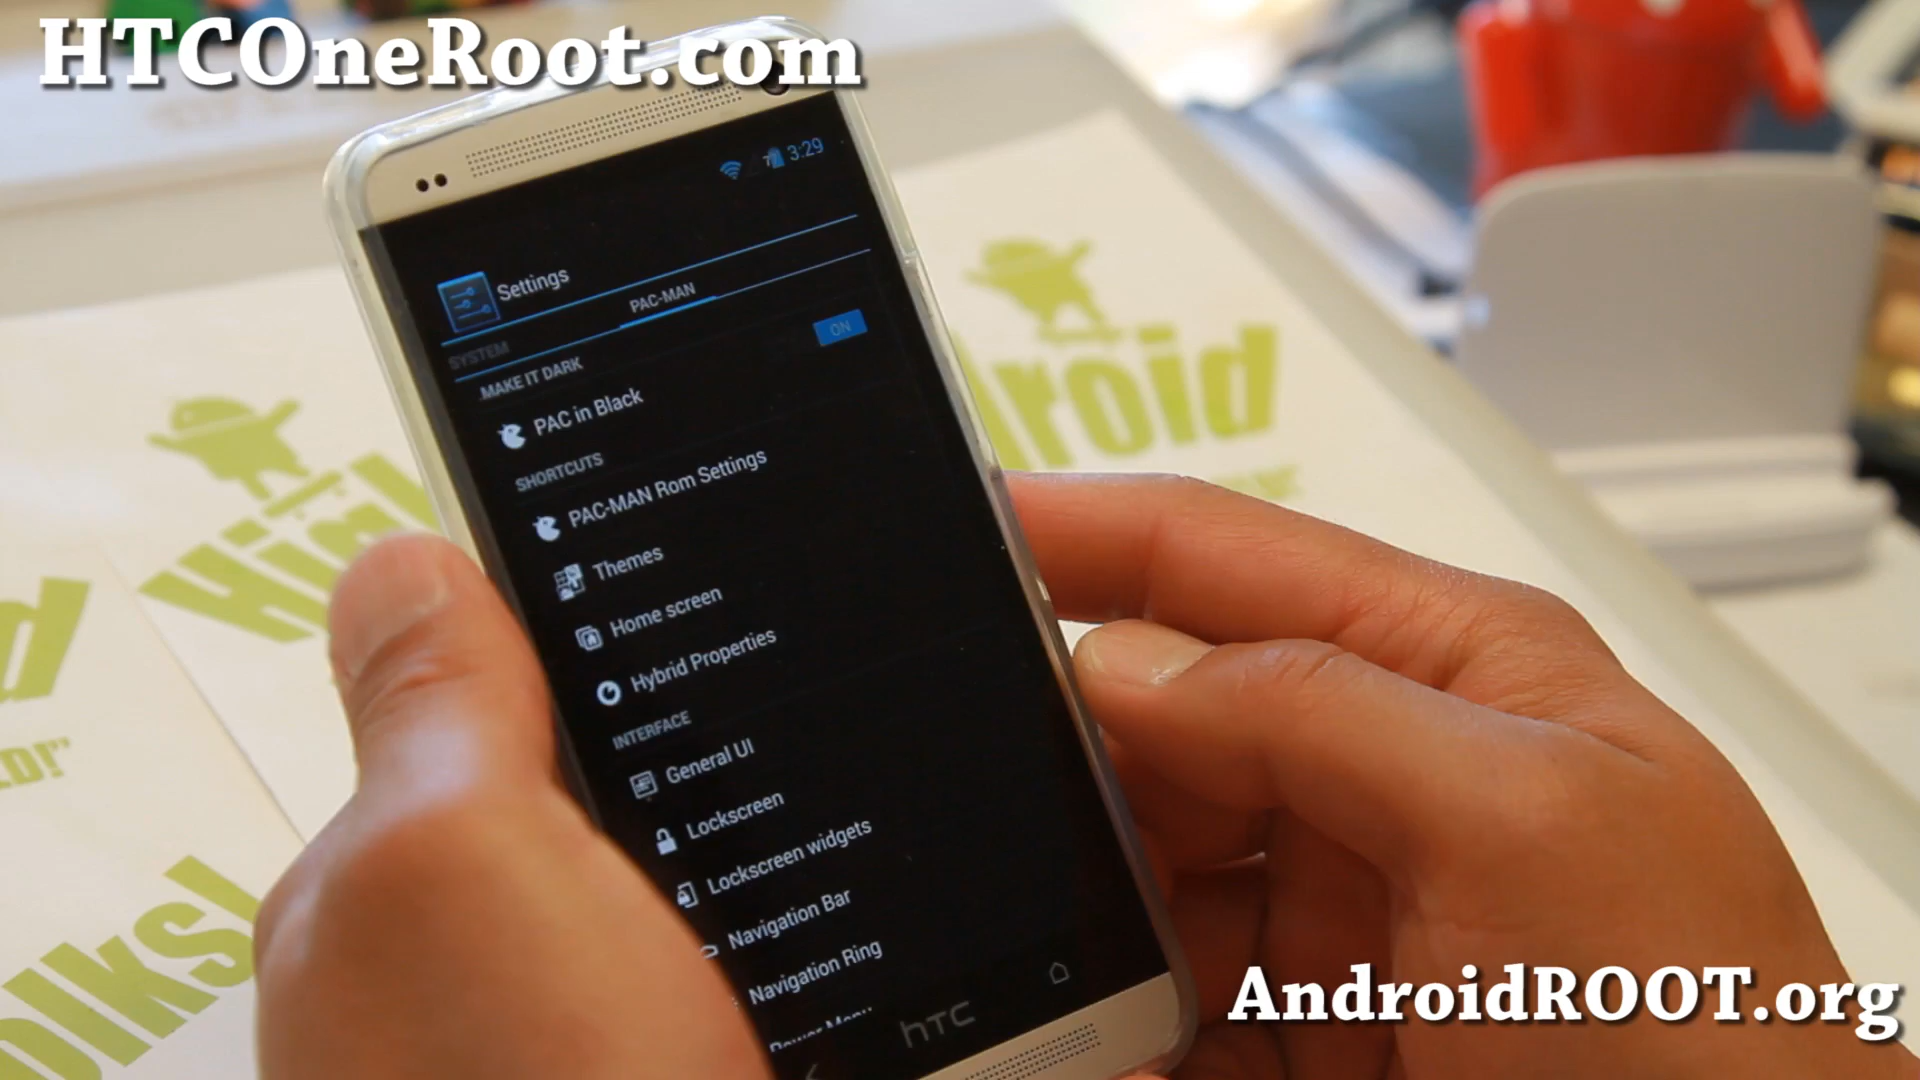 HTCOneRoot.com
3:29
Settings
SYSTEM
PAC-MAN
MAKE IT DARK
ON
PAC in Black
SHORTCUTS
PAC-MAN Rom Settings
Themes
Home screen
Hybrid Properties
INTERFACE
General UI
Lockscreen
Lockscreen widgets
Navigation Bar
Navigation Ring
Power Menu
hTC
AndroidROOT.org